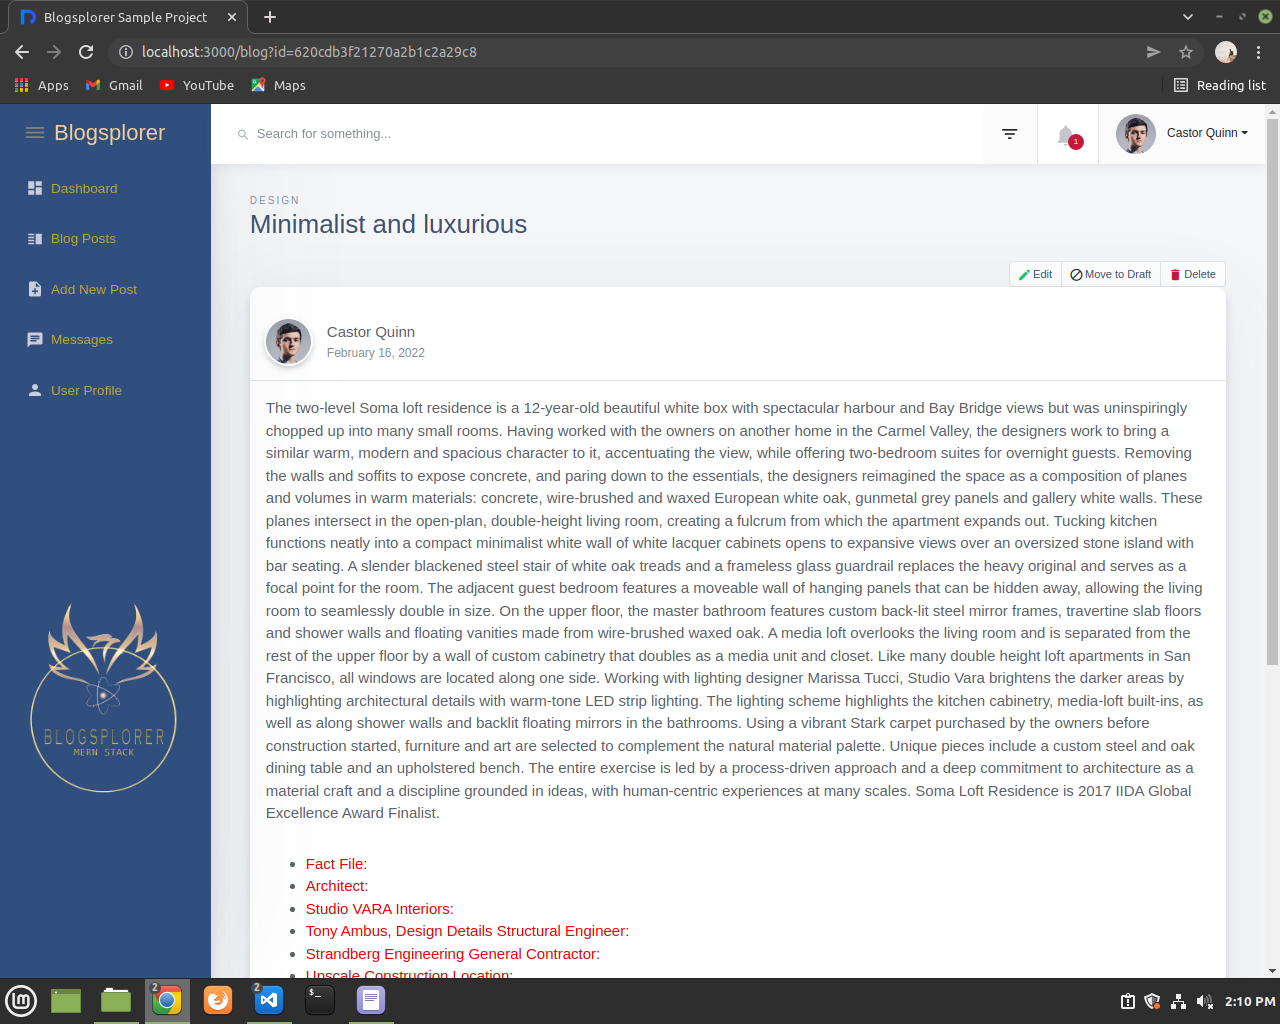 Blogsplorer Sample Project
localhost:3000/blog?id=620cdb3f21270a2b1c2a29c8
Apps
Gmail
YouTube
Maps
Reading list
Blogsplorer
Search for something...
1
Castor Quinn
Dashboard
Blog Posts
Add New Post
Messages
User Profile
BLOGSPLORER
MERN STACK
DESIGN
Minimalist and luxurious
Edit
Move to Draft
Delete
Castor Quinn
February 16, 2022
The two-level Soma loft residence is a 12-year-old beautiful white box with spectacular harbour and Bay Bridge views but was uninspiringly
chopped up into many small rooms. Having worked with the owners on another home in the Carmel Valley, the designers work to bring a
similar warm, modern and spacious character to it, accentuating the view, while offering two-bedroom suites for overnight guests. Removing
the walls and soffits to expose concrete, and paring down to the essentials, the designers reimagined the space as a composition of planes
and volumes in warm materials: concrete, wire-brushed and waxed European white oak, gunmetal grey panels and gallery white walls. These
planes intersect in the open-plan, double-height living room, creating a fulcrum from which the apartment expands out. Tucking kitchen
functions neatly into a compact minimalist white wall of white lacquer cabinets opens to expansive views over an oversized stone island with
bar seating. A slender blackened steel stair of white oak treads and a frameless glass guardrail replaces the heavy original and serves as a
focal point for the room. The adjacent guest bedroom features a moveable wall of hanging panels that can be hidden away, allowing the living
room to seamlessly double in size. On the upper floor, the master bathroom features custom back-lit steel mirror frames, travertine slab floors
and shower walls and floating vanities made from wire-brushed waxed oak. A media loft overlooks the living room and is separated from the
rest of the upper floor by a wall of custom cabinetry that doubles as a media unit and closet. Like many double height loft apartments in San
Francisco, all windows are located along one side. Working with lighting designer Marissa Tucci, Studio Vara brightens the darker areas by
highlighting architectural details with warm-tone LED strip lighting. The lighting scheme highlights the kitchen cabinetry, media-loft built-ins, as
well as along shower walls and backlit floating mirrors in the bathrooms. Using a vibrant Stark carpet purchased by the owners before
construction started, furniture and art are selected to complement the natural material palette. Unique pieces include a custom steel and oak
dining table and an upholstered bench. The entire exercise is led by a process-driven approach and a deep commitment to architecture as a
material craft and a discipline grounded in ideas, with human-centric experiences at many scales. Soma Loft Residence is 2017 IIDA Global
Excellence Award Finalist.
Fact File:
Architect:
Studio VARA Interiors:
Tony Ambus, Design Details Structural Engineer:
Strandberg Engineering General Contractor:
Upscale Construction Location:
2
2
$_
2:10 PM